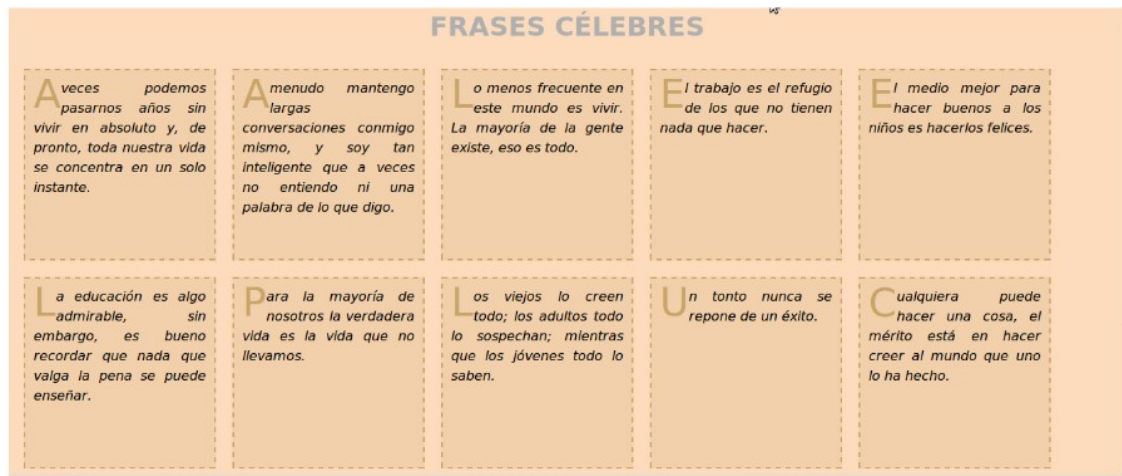 FRASES CÉLEBRES
A veces podemos
pasarnos años sin
vivir en absoluto y, de
pronto, toda nuestra vida
se concentra en un solo
instante.
A menudo mantengo
largas
conversaciones conmigo
mismo, y soy tan
inteligente que a veces
no entiendo ni una
palabra de lo que digo.
Lo menos frecuente en
este mundo es vivir.
La mayoría de la gente
existe, eso es todo.
El trabajo es el refugio
de los que no tienen
nada que hacer.
El medio mejor para
hacer buenos a los
niños es hacerlos felices.
La educación es algo
admirable, sin
embargo, es bueno
recordar que nada que
valga la pena se puede
enseñar.
Para la mayoría de
nosotros la verdadera
vida es la vida que no
llevamos.
Los viejos lo creen
todo; los adultos todo
lo sospechan; mientras
que los jóvenes todo lo
saben.
Un tonto nunca se
repone de un éxito.
Cualquiera puede
hacer una cosa, el
mérito está en hacer
creer al mundo que uno
lo ha hecho.